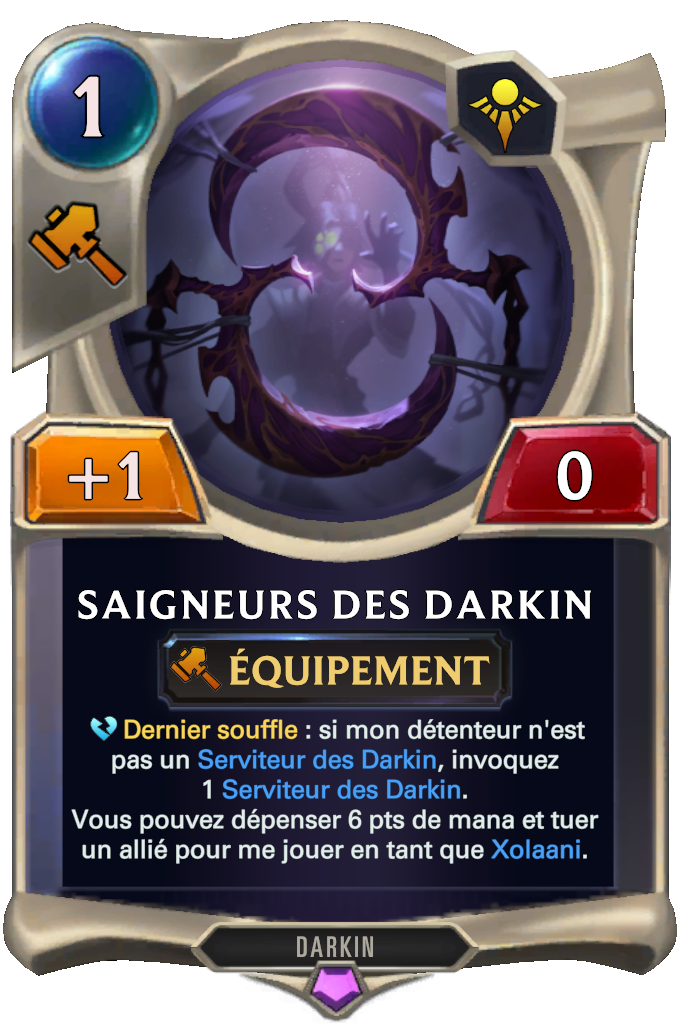 1
+1
0
SAIGNEURS DES DARKIN
ÉQUIPEMENT
Dernier souffle : si mon détenteur n'est
pas un Serviteur des Darkin, invoquez
1 Serviteur des Darkin.
Vous pouvez dépenser 6 pts de mana et tuer
un allié pour me jouer en tant que Xolaani.
DARKIN